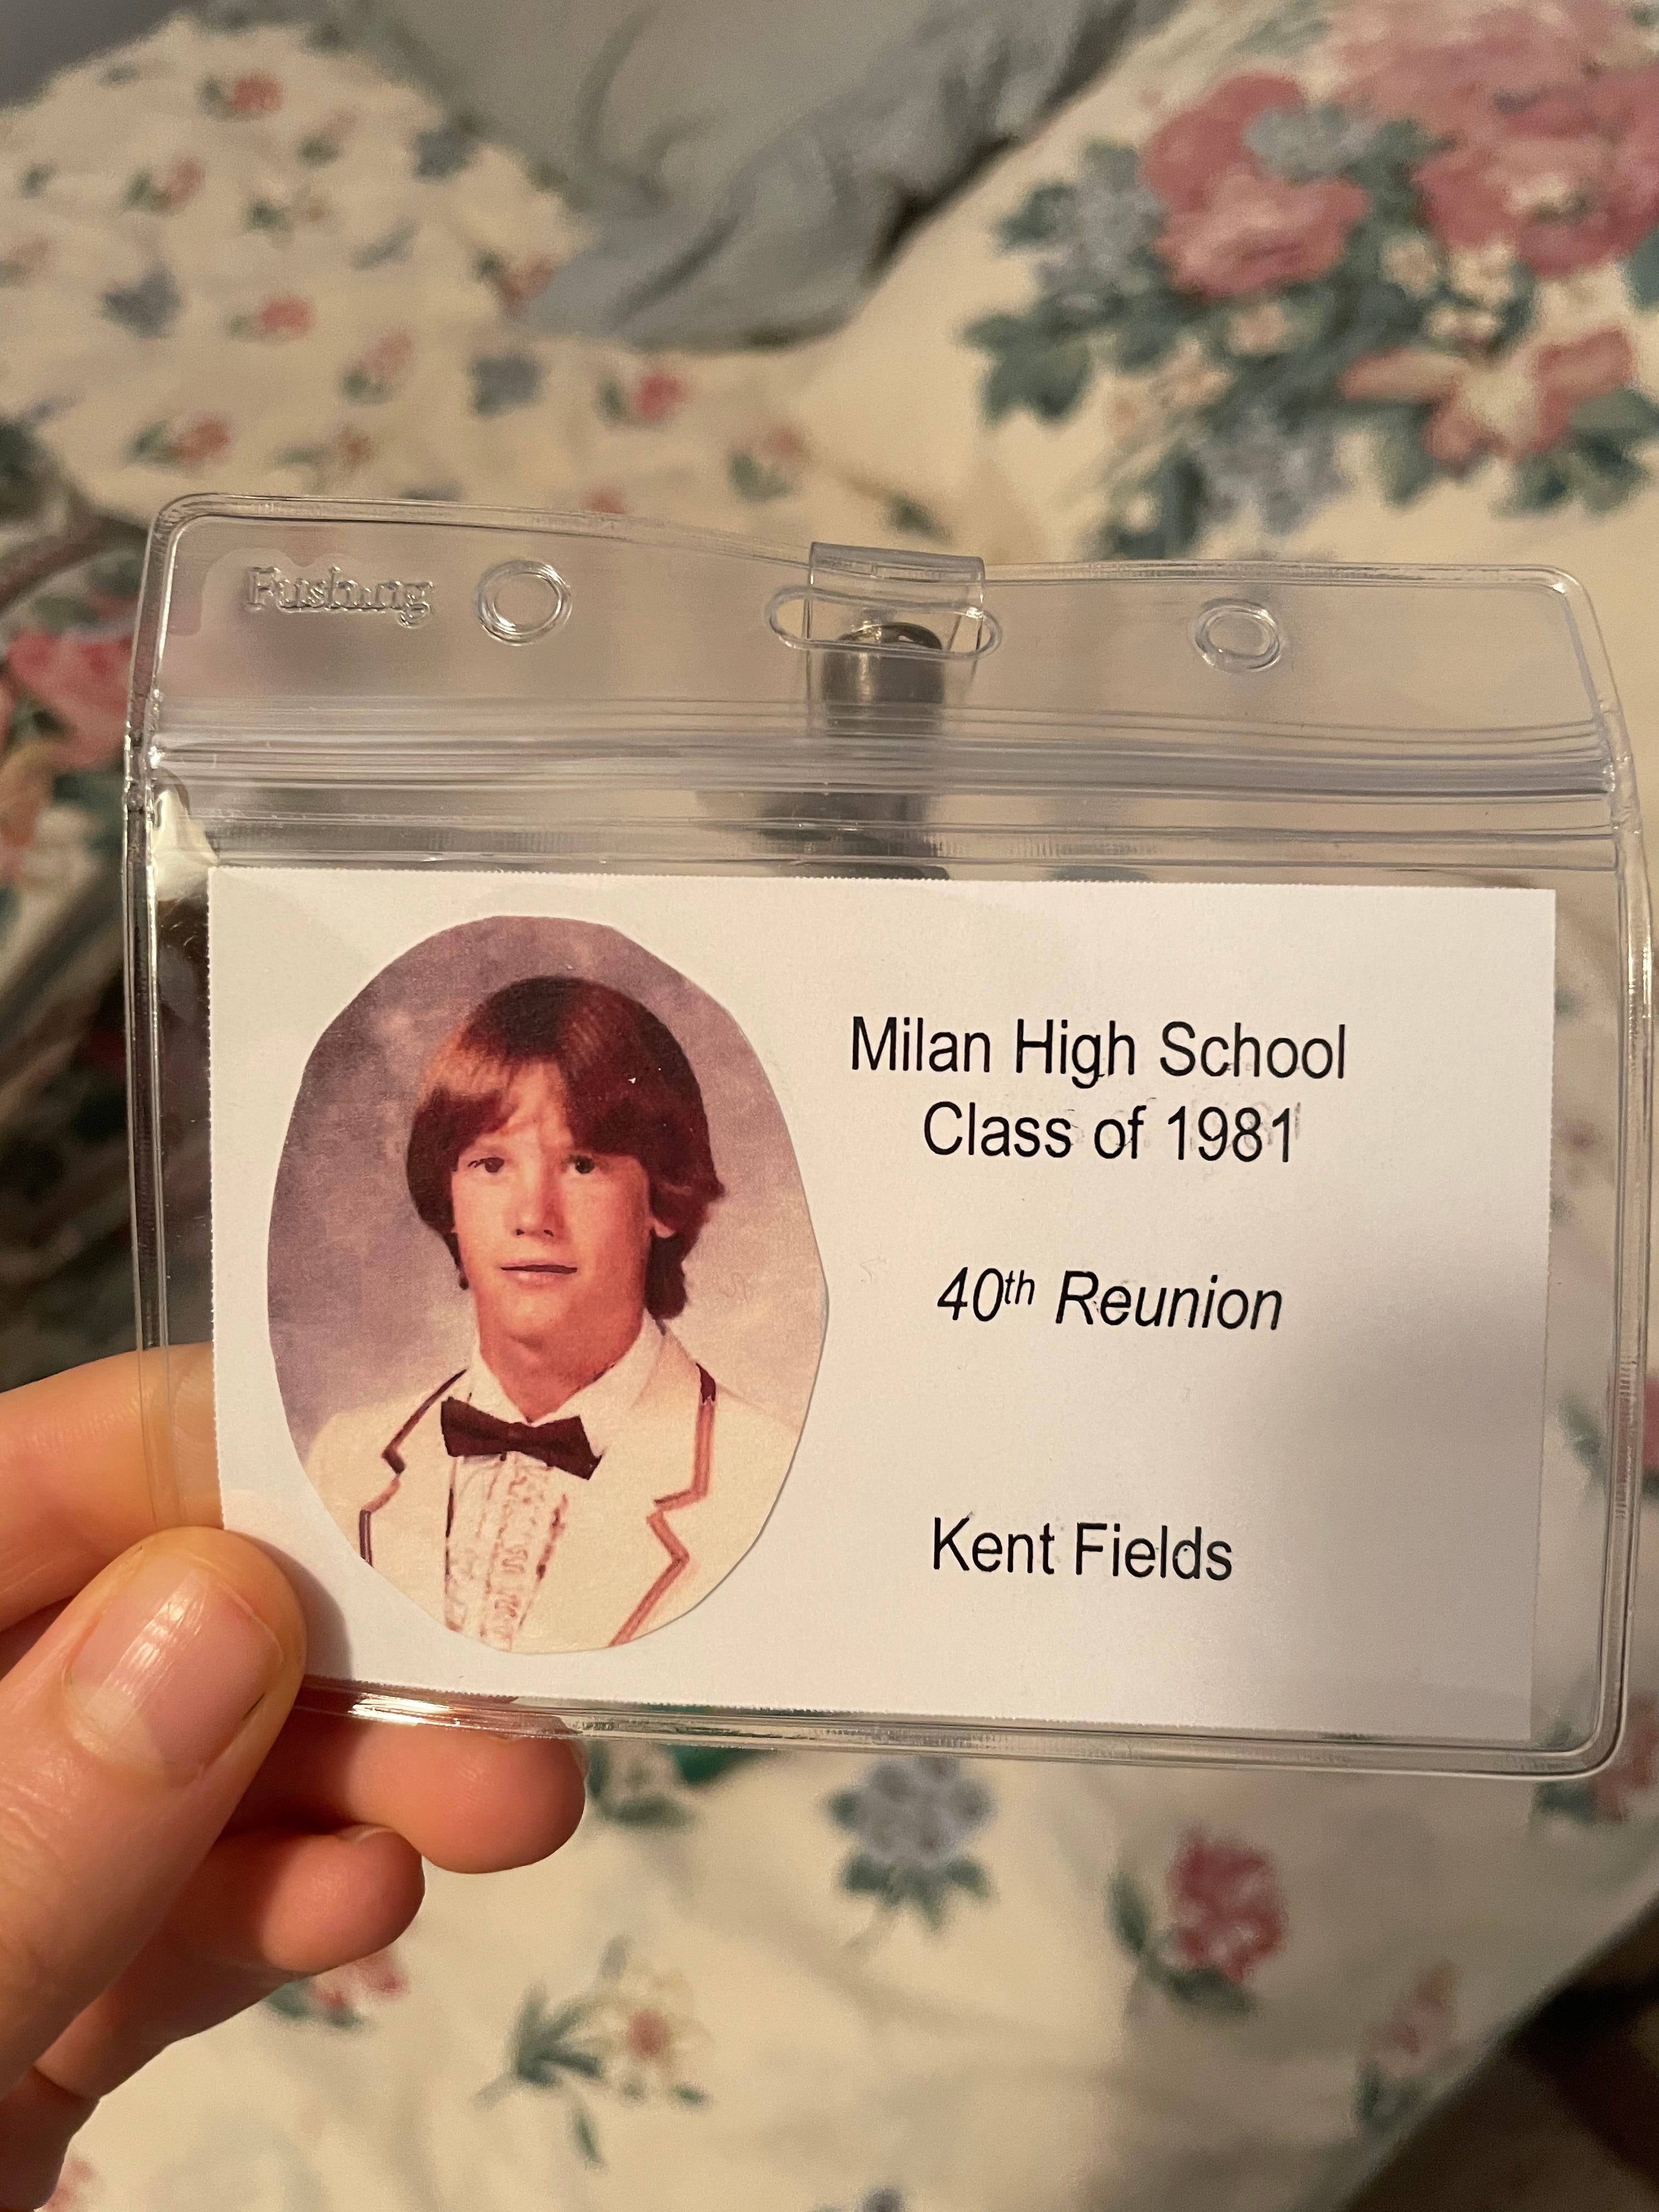 Fushing
Milan High School
Class of 1981
40th Reunion
Kent Fields